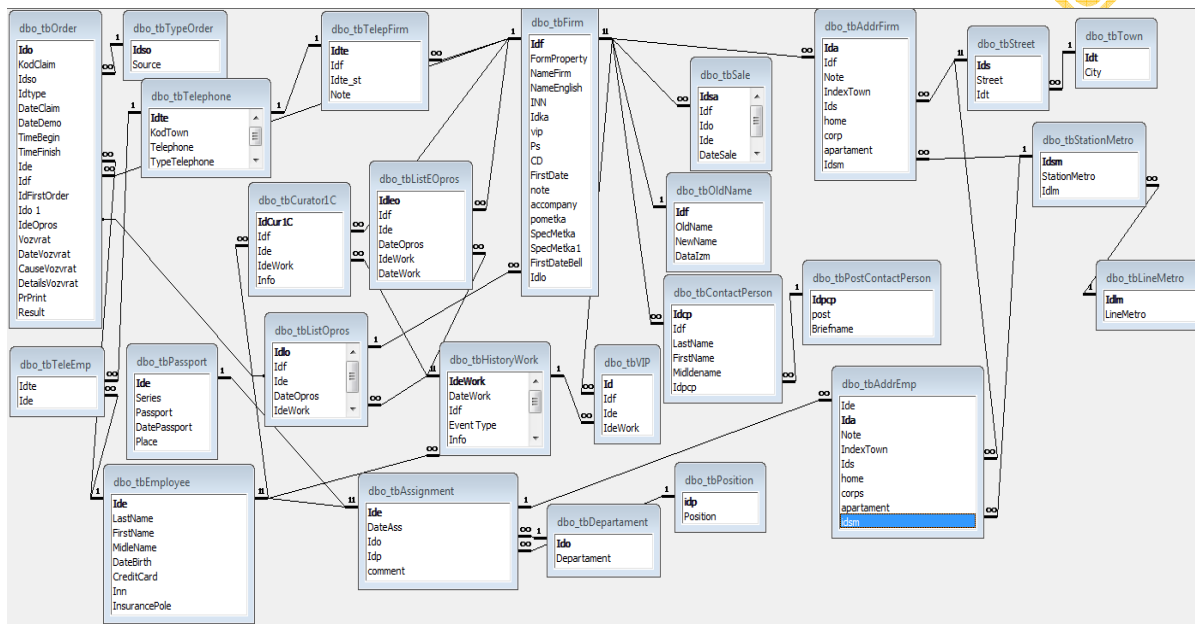 dbo_tbOrder
Ido
KodClaim
Idso
Idtype
DateClaim
DateDemo
TimeBegin
TimeFinish
Ide
Idf
IdFirstOrder
Ido 1
IdeOpros
Vozvrat
DateVozvrat
CauseVozvrat
DetailsVozvrat
PrPrint
Result
dbo_tbTypeOrder
Idso
Source
dbo_tbTelephone
Idte
KodTown
Telephone
TypeTelephone
dbo_tbTelepFirm
Idte
Idf
Idte_st
Note
dbo_tbFirm
Idf
FormProperty
NameFirm
NameEnglish
INN
Idka
vip
Ps
CD
FirstDate
note
accompany
pometka
SpecMetka
SpecMetka1
FirstDateBell
Idlo
dbo_tbSale
Idsa
Idf
Ido
Ide
DateSale
dbo_tbAddrFirm
Ida
Idf
Note
IndexTown
Ids
home
corp
apartament
Idsm
dbo_tbStreet
Ids
Street
Idt
dbo_tbTown
Idt
City
dbo_tbStationMetro
Idsm
StationMetro
Idlm
dbo_tbLineMetro
Idlm
LineMetro
dbo_tbCurator1C
IdCur1C
Idf
Ide
IdeWork
Info
dbo_tbListEOpros
Idleo
Idf
Ide
DateOpros
IdeWork
DateWork
dbo_tbOldName
Idf
OldName
NewName
DataIzm
dbo_tbContactPerson
Idcp
Idf
LastName
FirstName
Middlename
Idpcp
dbo_tbPostContactPerson
Idpcp
post
Briefname
dbo_tbTeleEmp
Idte
Ide
dbo_tbPassport
Ide
Series
Passport
DatePassport
Place
dbo_tbListOpros
Idlo
Idf
Ide
DateOpros
IdeWork
dbo_tbHistoryWork
IdeWork
DateWork
Idf
Event Type
Info
dbo_tbVIP
Id
Idf
Ide
IdeWork
dbo_tbAddrEmp
Ide
Ida
Note
IndexTown
Ids
home
corps
apartament
idsm
dbo_tbEmployee
Ide
LastName
FirstName
MidleName
DateBirth
CreditCard
Inn
InsurancePole
dbo_tbAssignment
Ide
DateAss
Ido
Idp
comment
dbo_tbDepartament
Ido
Departament
dbo_tbPosition
idp
Position